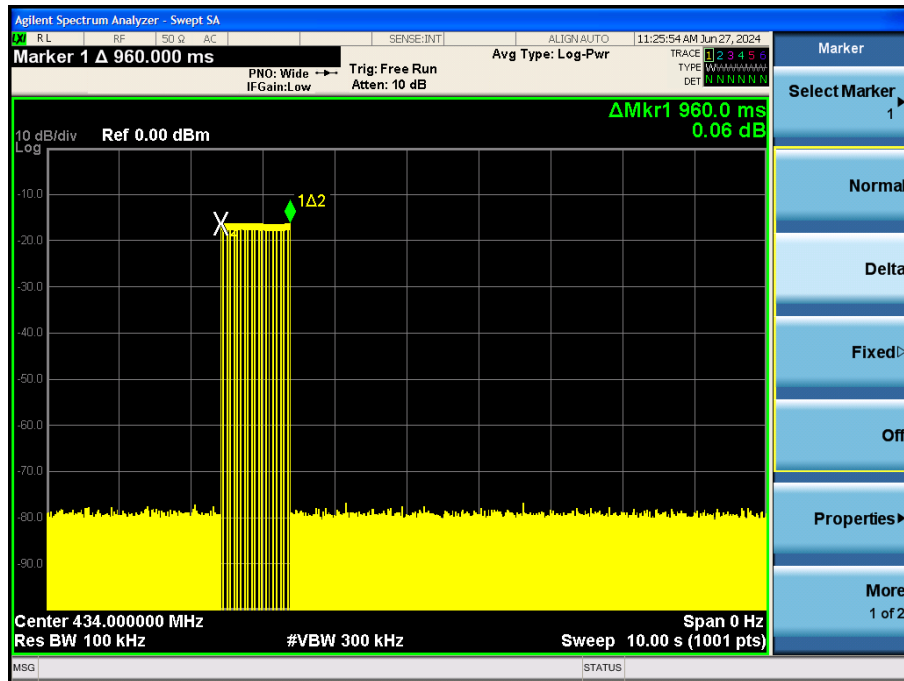 Agilent Spectrum Analyzer - Swept SA
LXI RL RF 50 Ω AC SENSE:INT ALIGNAUTO 11:25:54 AM Jun 27, 2024
Marker 1 Δ 960.000 ms
PNO: Wide
IFGain:Low
Trig: Free Run
Atten: 10 dB
Avg Type: Log-Pwr
TRACE 1 2 3 4 5 6
TYPE WWWWWW
DET N N N N N N
ΔMkr1 960.0 ms
0.06 dB
10 dB/div Ref 0.00 dBm
Log
-10.0
-20.0
-30.0
-40.0
-50.0
-60.0
-70.0
-80.0
-90.0
X2
1Δ2
Center 434.000000 MHz Span 0 Hz
Res BW 100 kHz #VBW 300 kHz Sweep 10.00 s (1001 pts)
MSG STATUS
Marker
Select Marker
1
Normal
Delta
Fixed
Off
Properties
More
1 of 2